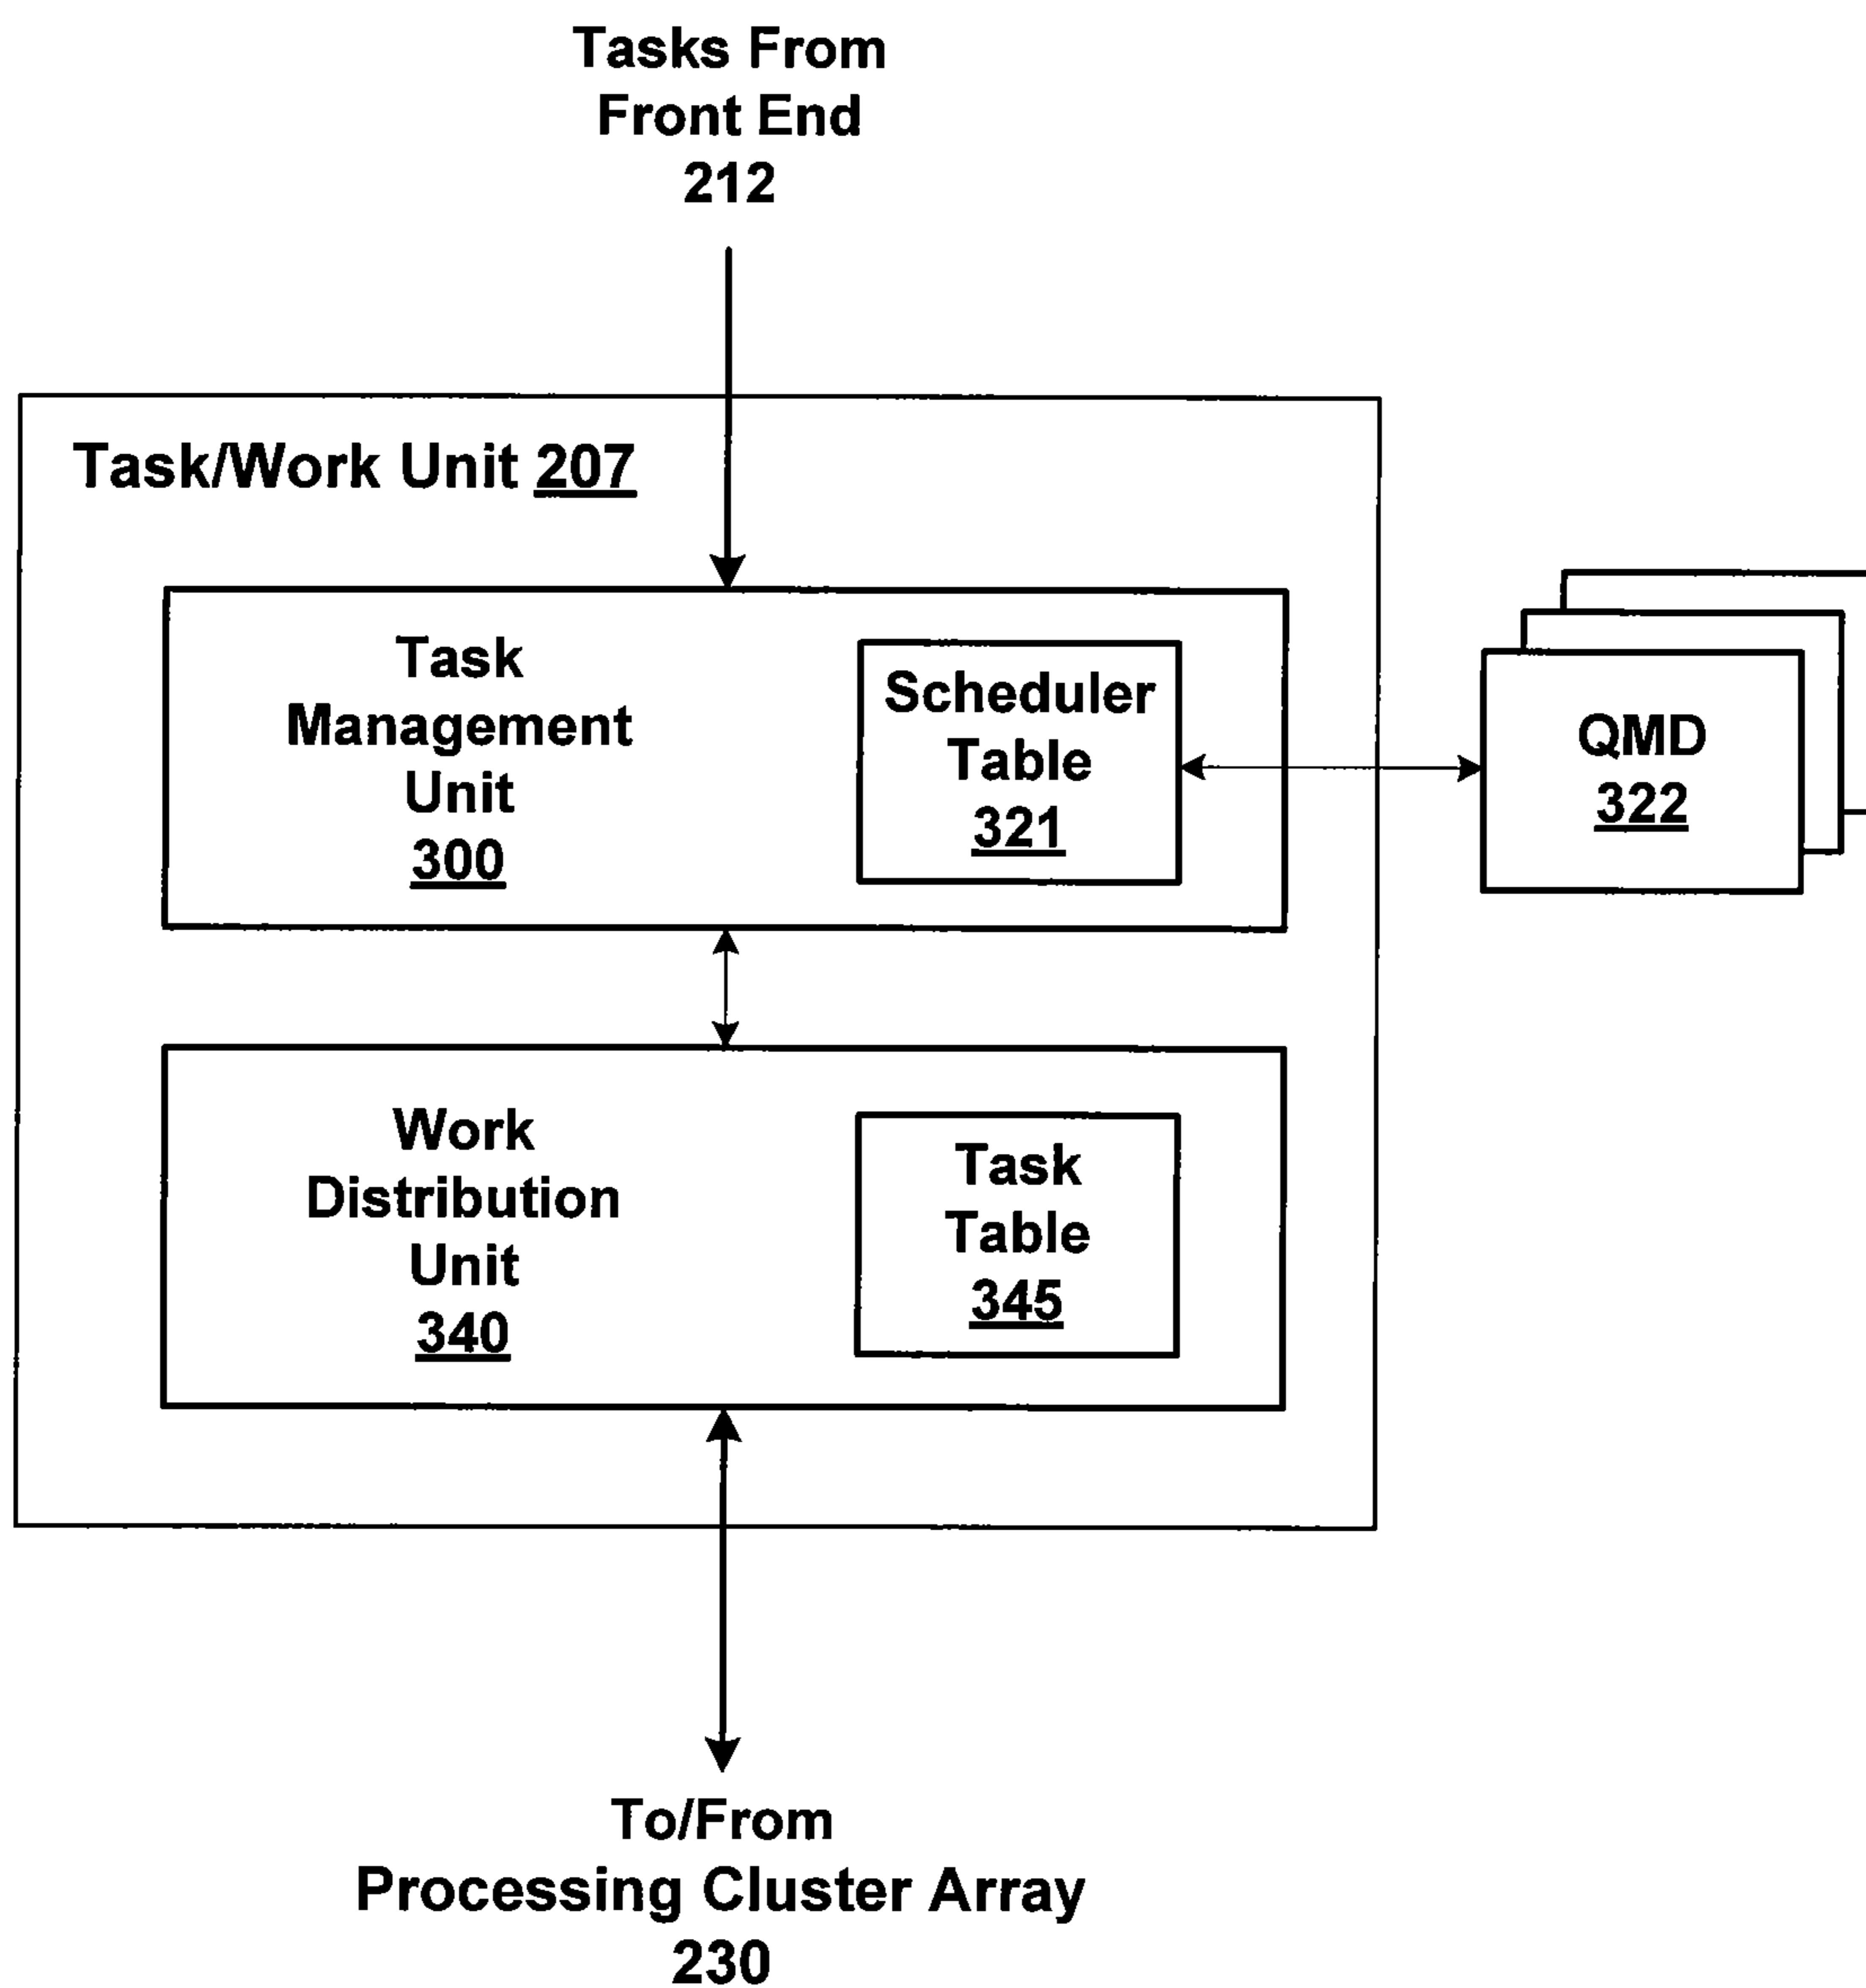 Tasks From
Front End
212
Task/Work Unit 207
Task
Management
Unit
300
Scheduler
Table
321
QMD
322
Work
Distribution
Unit
340
Task
Table
345
To/From
Processing Cluster Array
230